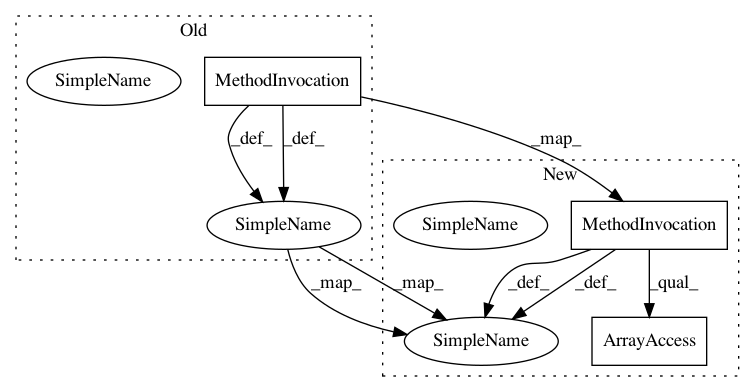 Old
SimpleName
MethodInvocation
_def_
_def_
_map_
New
SimpleName
SimpleName
MethodInvocation
_map_
_map_
_def_
_def_
_qual_
SimpleName
ArrayAccess